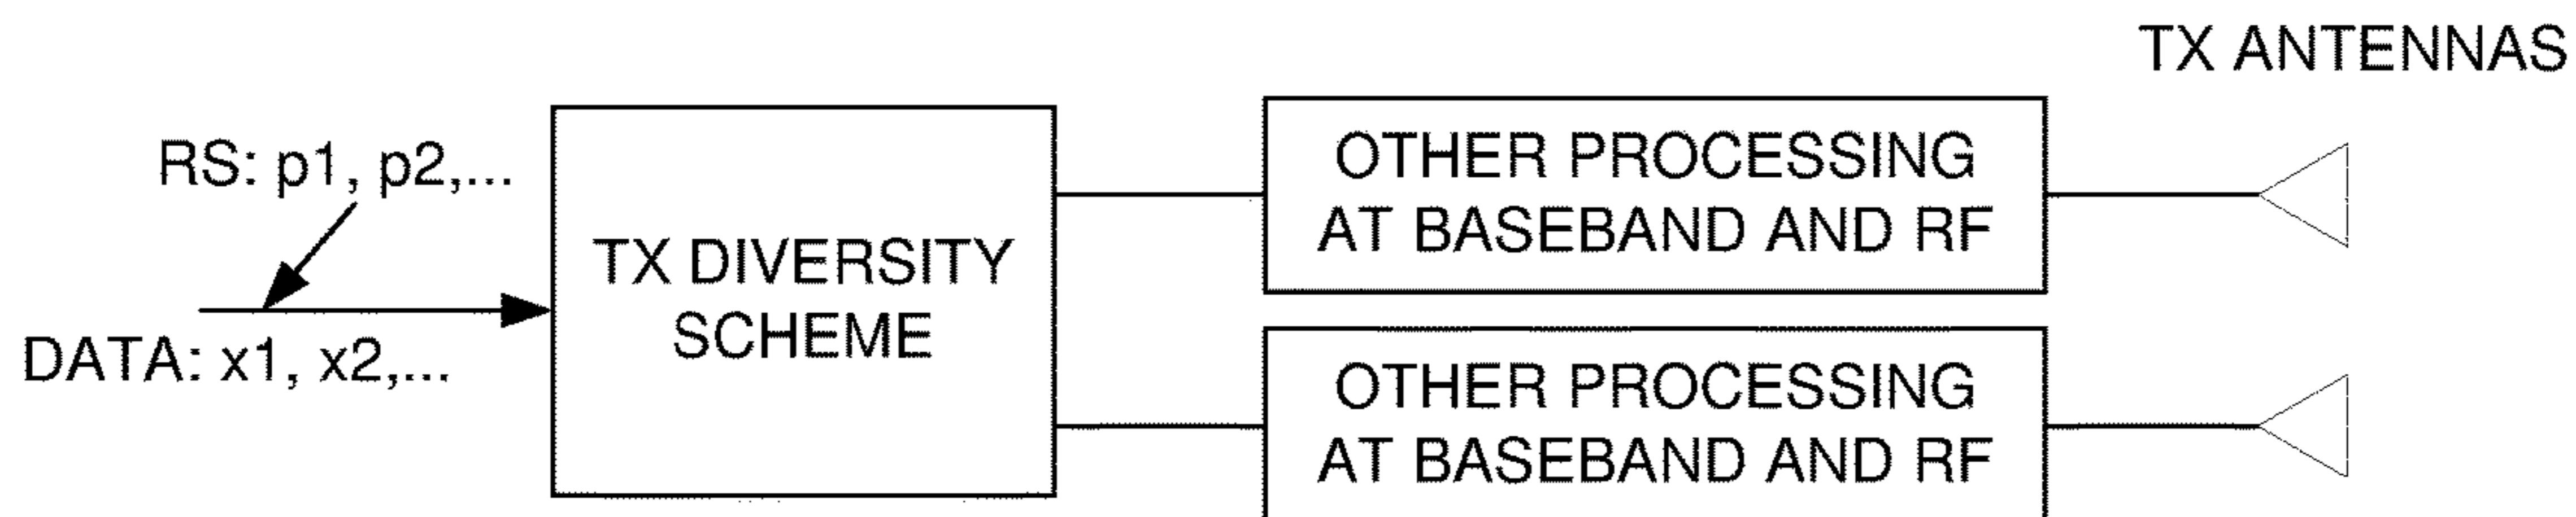 TX ANTENNAS
RS: p1, p2,...
DATA: x1, x2,...
TX DIVERSITY
SCHEME
OTHER PROCESSING
AT BASEBAND AND RF
OTHER PROCESSING
AT BASEBAND AND RF